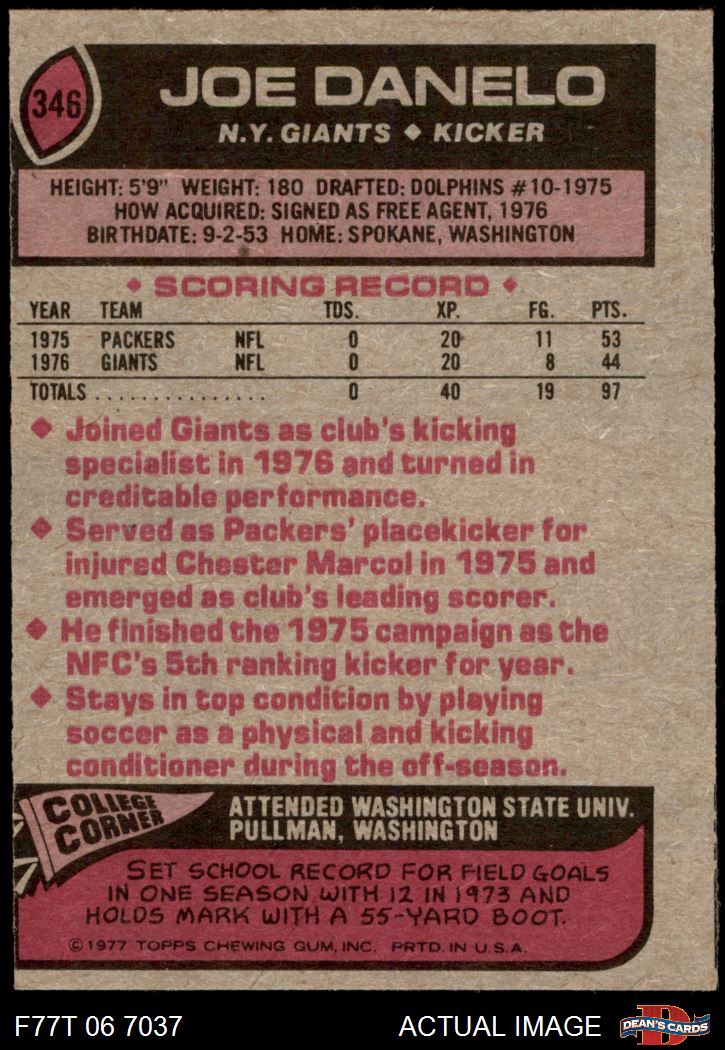 346
JOE DANELO
N.Y. GIANTS ◆ KICKER
HEIGHT: 5'9" WEIGHT: 180 DRAFTED: DOLPHINS #10-1975
HOW ACQUIRED: SIGNED AS FREE AGENT, 1976
BIRTHDATE: 9-2-53 HOME: SPOKANE, WASHINGTON
◆ SCORING RECORD ◆
YEAR TEAM TDS. XP. FG. PTS.
1975 PACKERS NFL 0 20 11 53
1976 GIANTS NFL 0 20 8 44
TOTALS . . . . . . . . . . . . . . . 0 40 19 97
◆ Joined Giants as club's kicking
specialist in 1976 and turned in
creditable performance.
◆ Served as Packers' placekicker for
injured Chester Marcol in 1975 and
emerged as club's leading scorer.
◆ He finished the 1975 campaign as the
NFC's 5th ranking kicker for year.
◆ Stays in top condition by playing
soccer as a physical and kicking
conditioner during the off-season.
COLLEGE
CORNER
ATTENDED WASHINGTON STATE UNIV.
PULLMAN, WASHINGTON
SET SCHOOL RECORD FOR FIELD GOALS
IN ONE SEASON WITH 12 IN 1973 AND
HOLDS MARK WITH A 55-YARD BOOT.
© 1977 TOPPS CHEWING GUM, INC. PRTD. IN U.S.A.
F77T 06 7037 ACTUAL IMAGE
D
DEAN'S CARDS